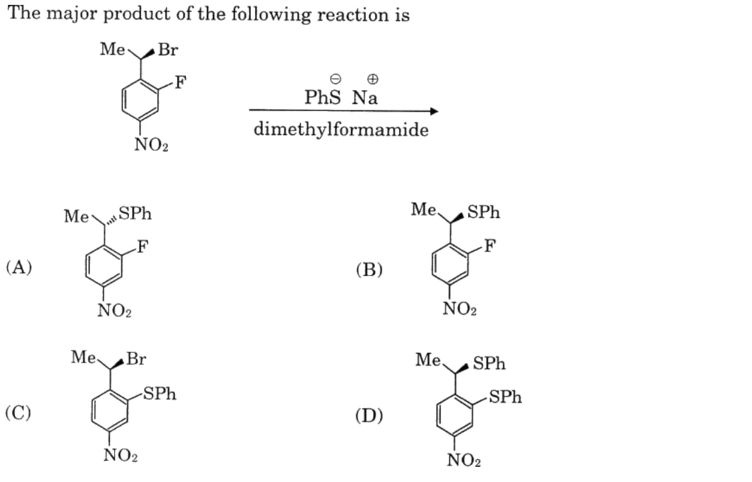 The major product of the following reaction is
Me Br
F
NO₂
⊖ ⊕
PhS Na
dimethylformamide
(A)
Me SPh
F
NO₂
(B)
Me SPh
F
NO₂
(C)
Me Br
SPh
NO₂
(D)
Me SPh
SPh
NO₂